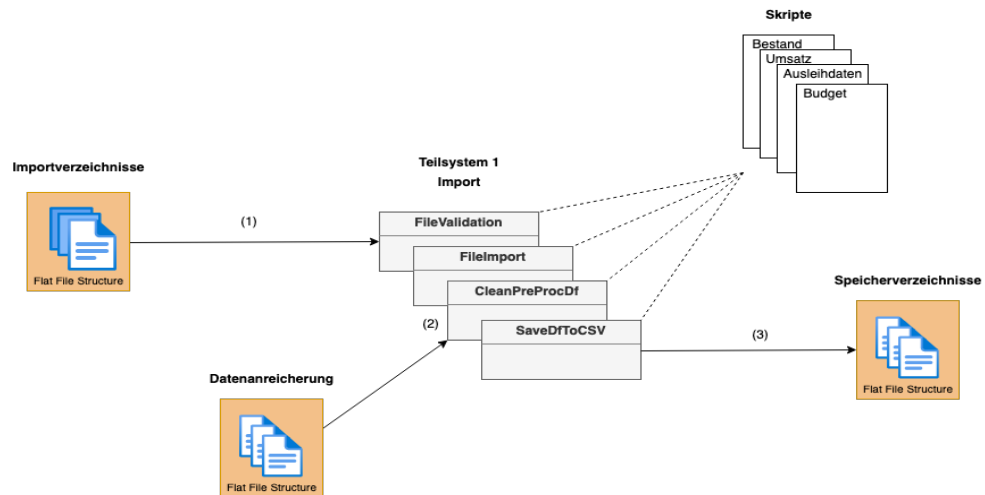 Skripte
Bestand
Umsatz
Ausleihdaten
Budget
Importverzeichnisse
Flat File Structure
(1)
Teilsystem 1
Import
FileValidation
FileImport
CleanPreProcDf
SaveDfToCSV
(2)
(3)
Speicherverzeichnisse
Flat File Structure
Datenanreicherung
Flat File Structure